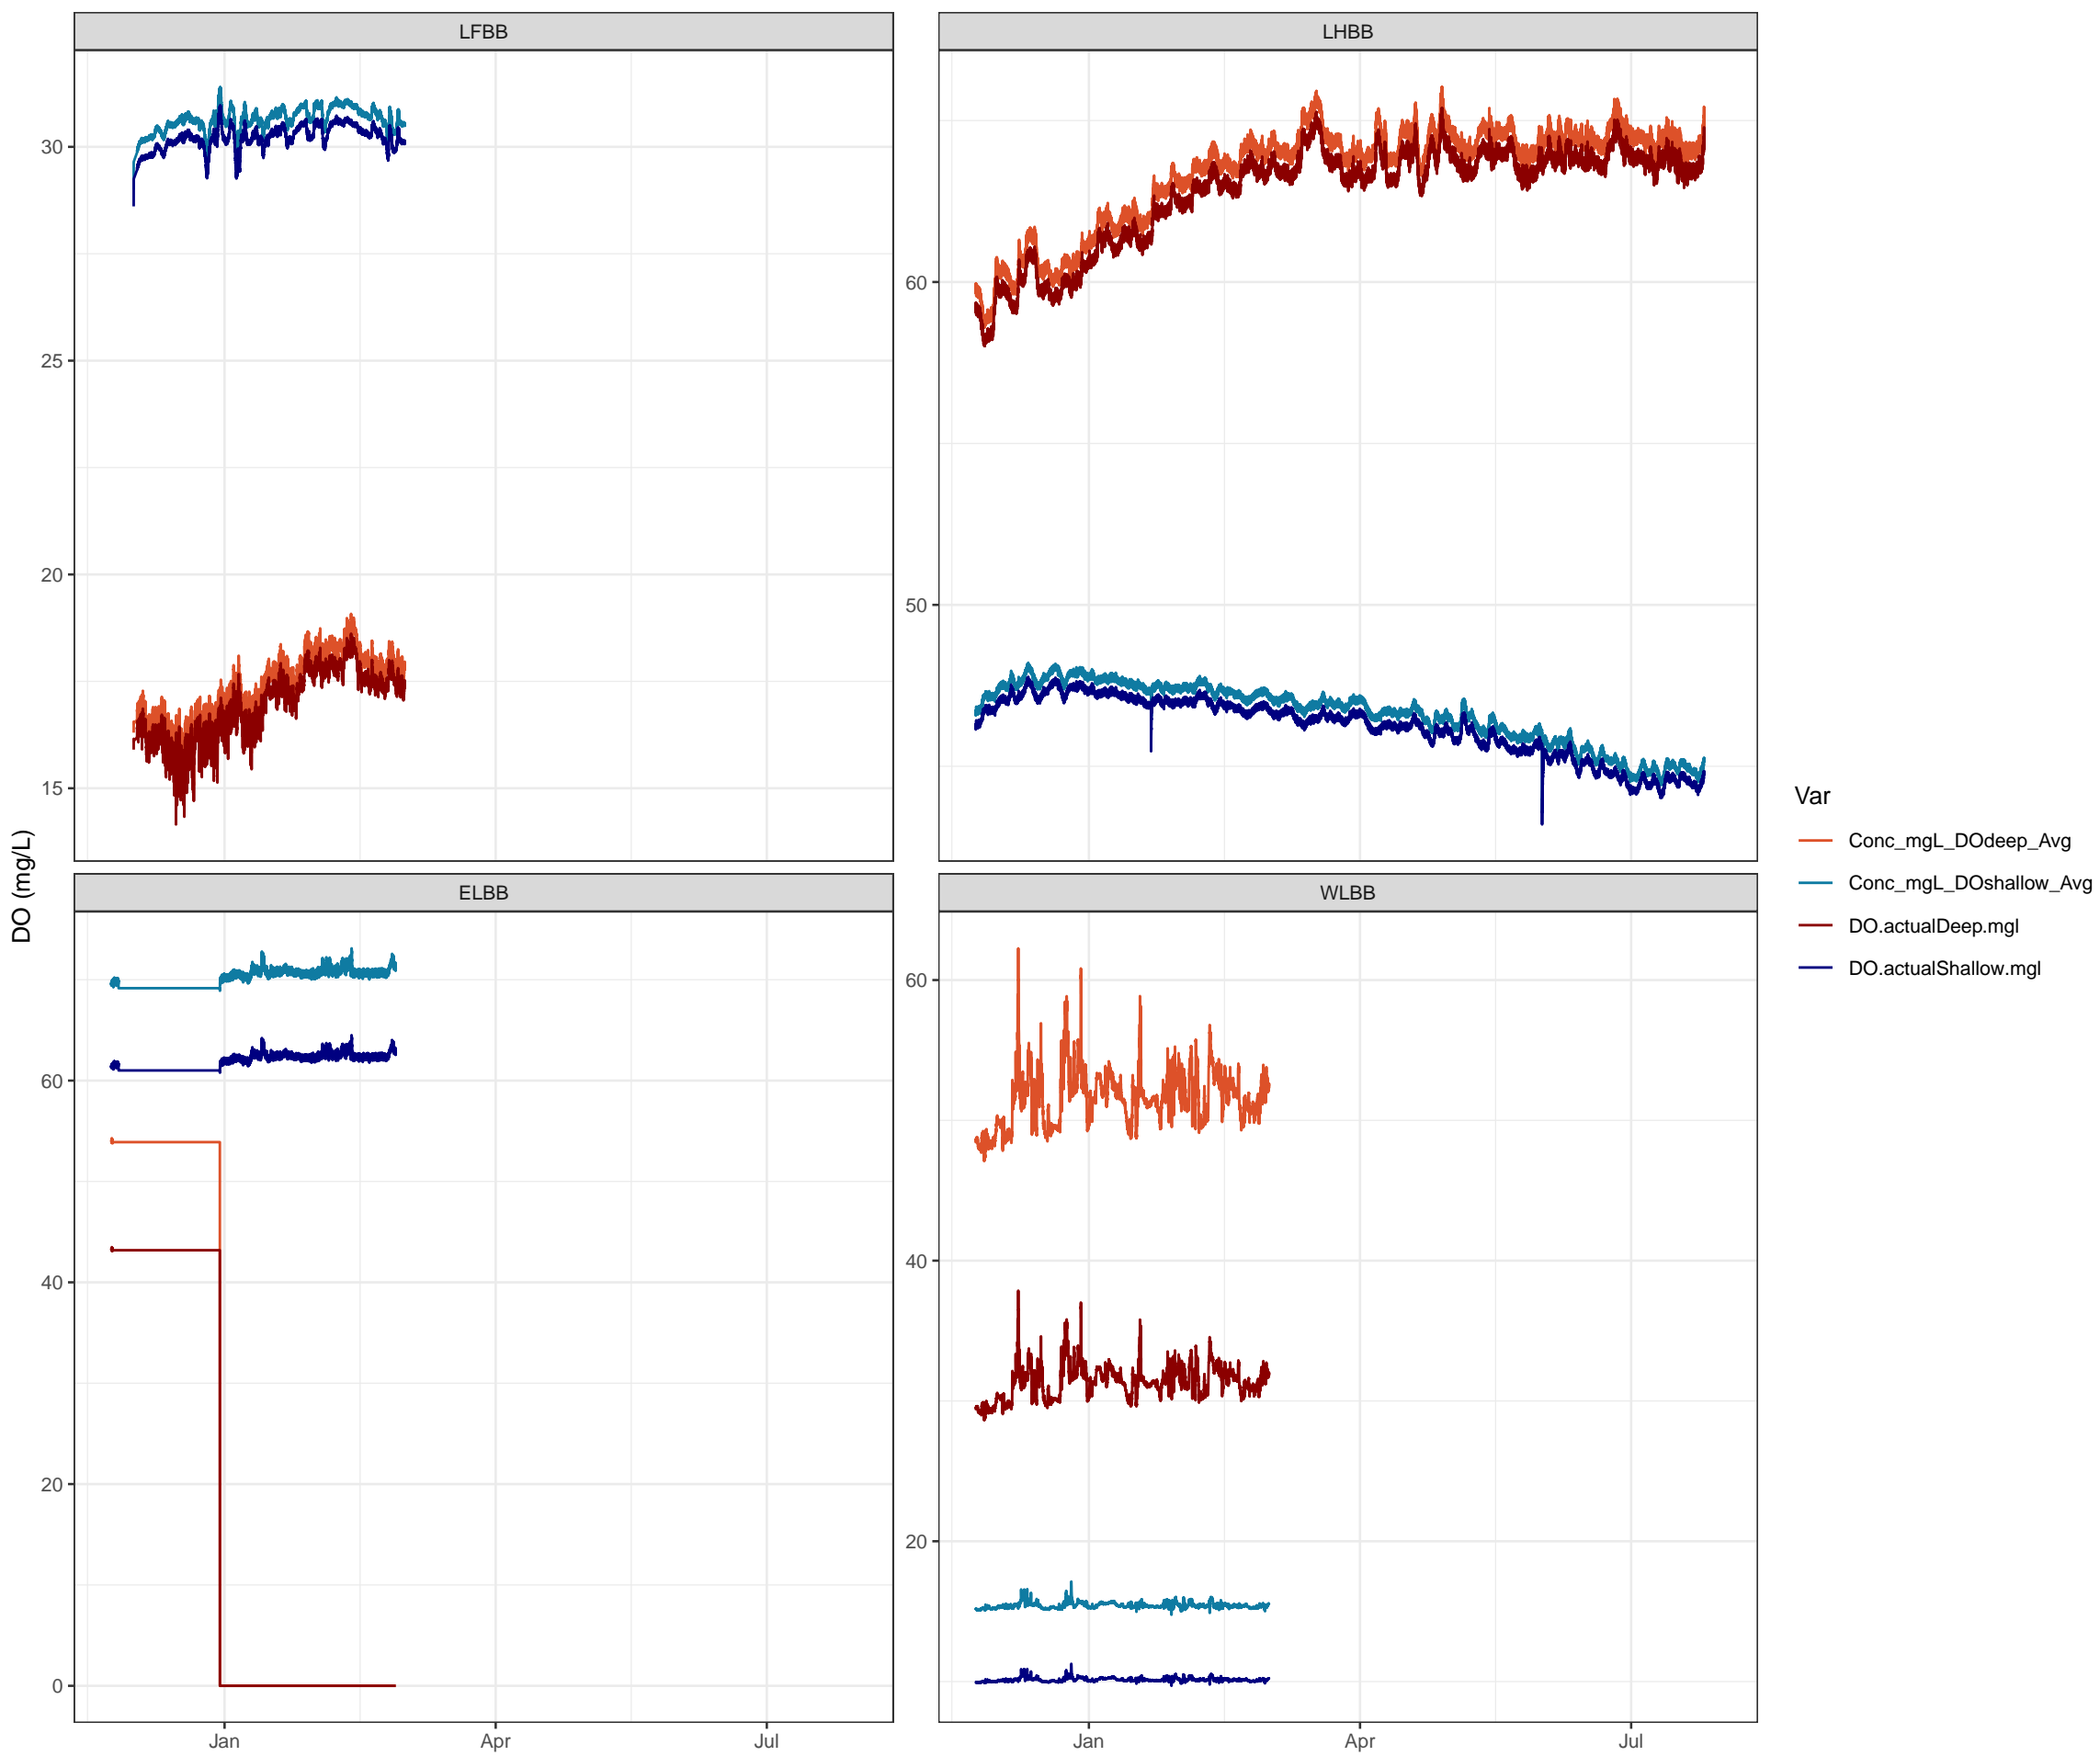 LFBB
LHBB
30
25
20
15
60
50
ELBB
WLBB
60
40
20
0
60
40
20
Jan
Apr
Jul
Jan
Apr
Jul
DO (mg/L)
Var
Conc_mgL_DOdeep_Avg
Conc_mgL_DOshallow_Avg
DO.actualDeep.mgl
DO.actualShallow.mgl